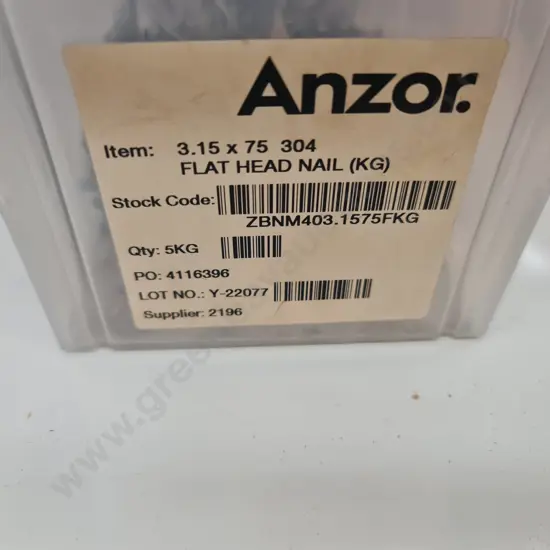 Anzor.
Item: 3.15 x 75 304
FLAT HEAD NAIL (KG)
Stock Code:
ZBNM403.1575FKG
Qty: 5KG
PO: 4116396
LOT NO.: Y-22077
Supplier: 2196